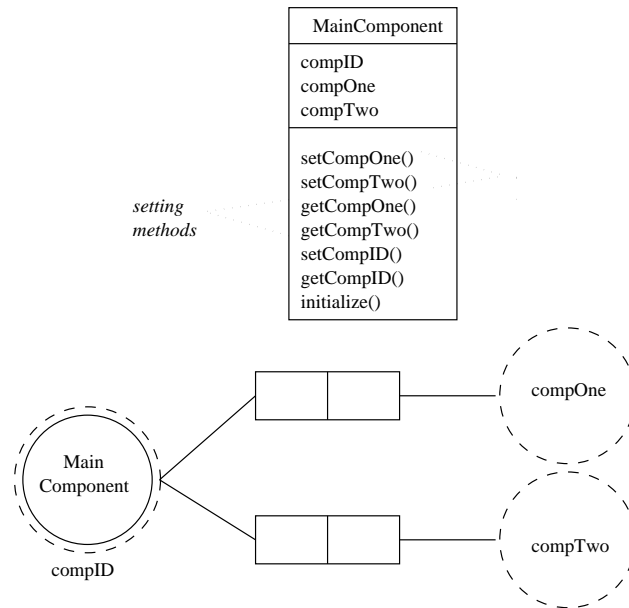 MainComponent
compID
compOne
compTwo
setCompOne()
setCompTwo()
getCompOne()
getCompTwo()
setCompID()
getCompID()
initialize()
setting
methods
compOne
Main
Component
compID
compTwo